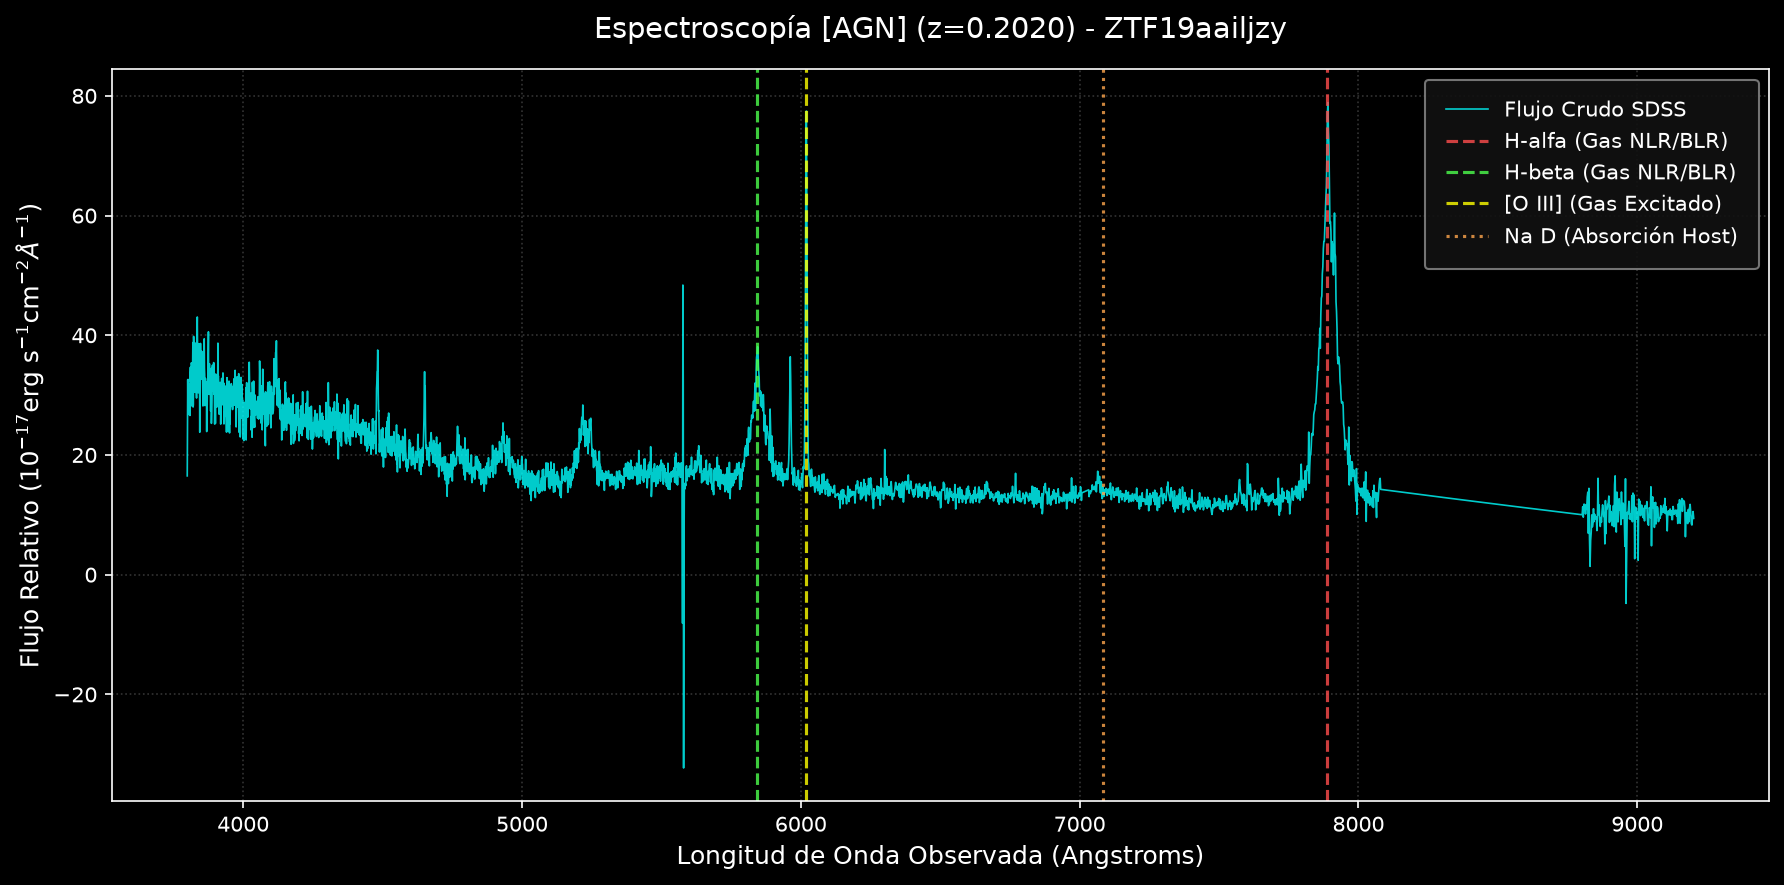 Espectroscopía [AGN] (z=0.2020) - ZTF19aailjzy
Flujo Relativo (10⁻¹⁷erg s⁻¹cm⁻²Å⁻¹)
80
60
40
20
0
−20
Flujo Crudo SDSS
H-alfa (Gas NLR/BLR)
H-beta (Gas NLR/BLR)
[O III] (Gas Excitado)
Na D (Absorción Host)
4000 5000 6000 7000 8000 9000
Longitud de Onda Observada (Angstroms)